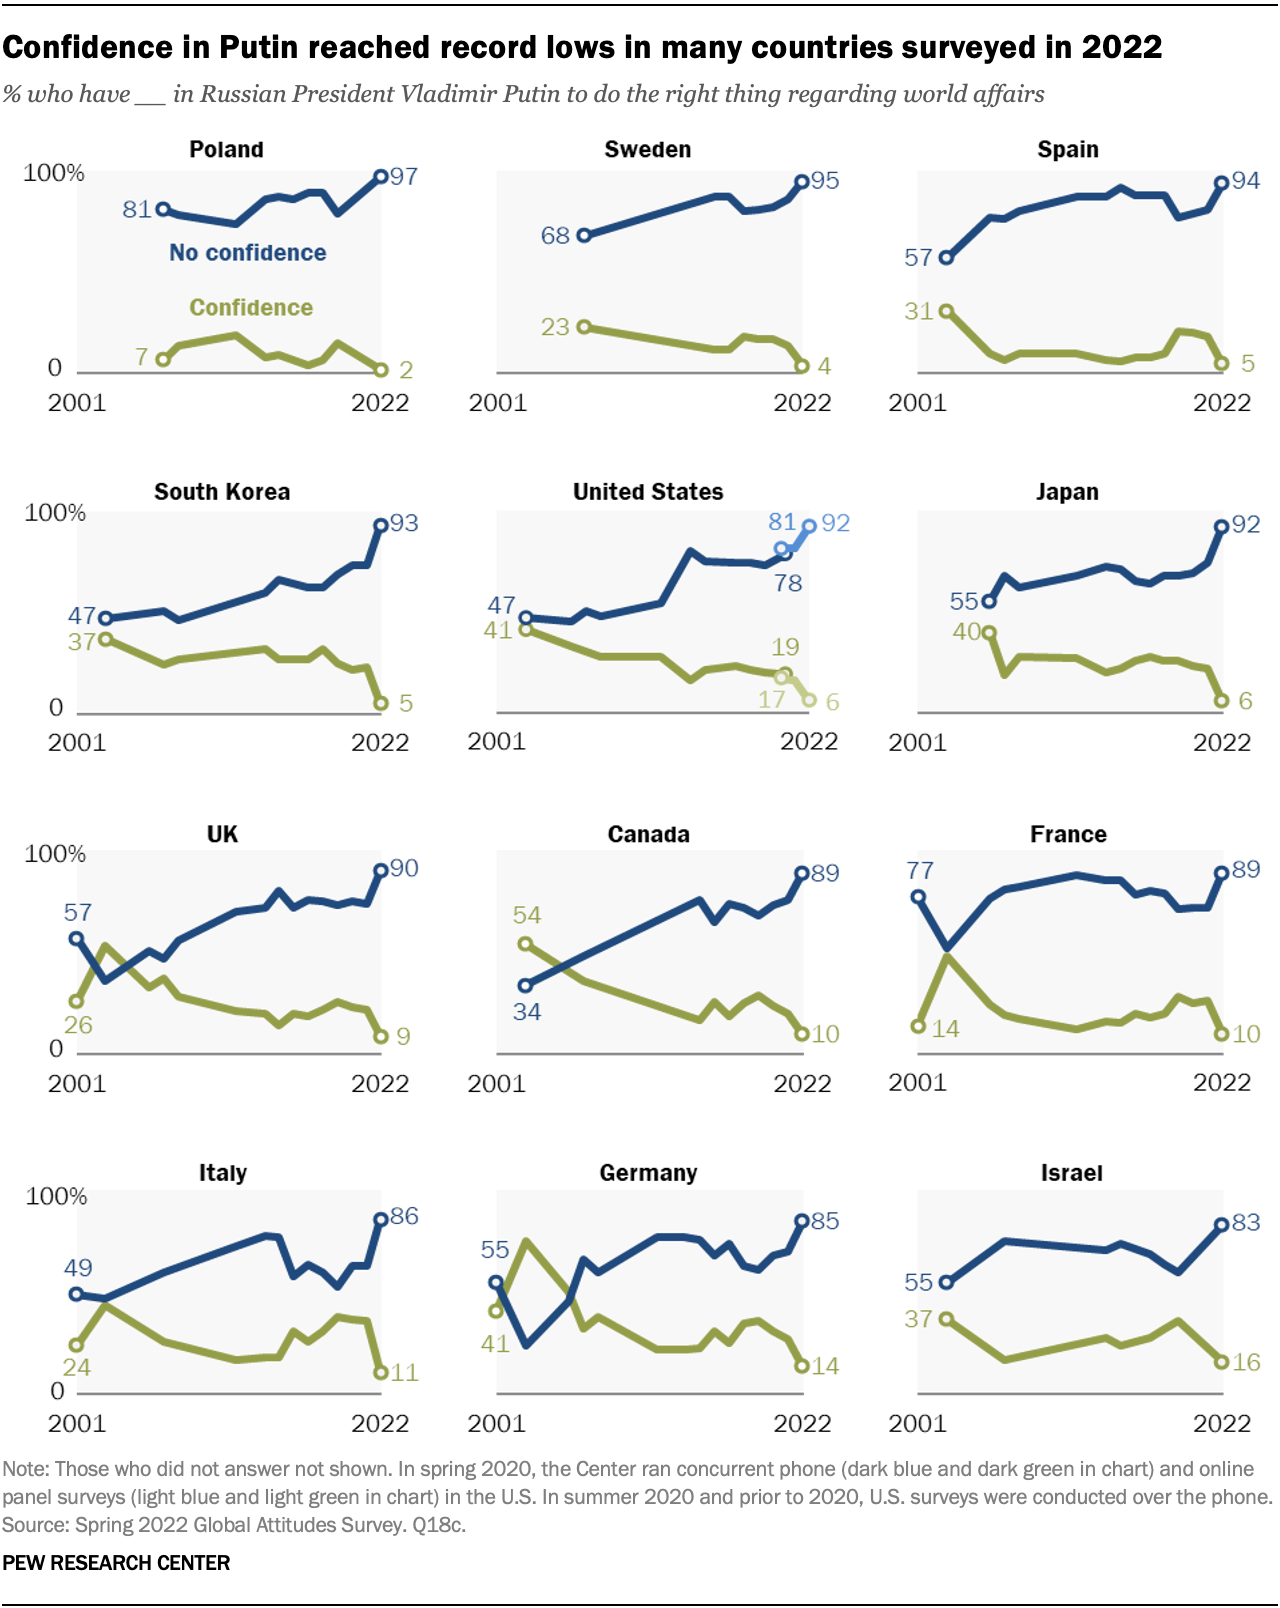 Confidence in Putin reached record lows in many countries surveyed in 2022
% who have __ in Russian President Vladimir Putin to do the right thing regarding world affairs
Poland Sweden Spain
100% 97 95 94
81 68 57
No confidence
Confidence 31
7 23
0 2 4 5
2001 2022 2001 2022 2001 2022
South Korea United States Japan
100% 93 81 92 92
78
47 47 55
37 41 40
19
17
0 5 6 6
2001 2022 2001 2022 2001 2022
UK Canada France
100% 90 89 77 89
57 54
26 34 14
0 9 10 10
2001 2022 2001 2022 2001 2022
Italy Germany Israel
100% 86 85 83
49 55 55
37
24 41
0 11 14 16
2001 2022 2001 2022 2001 2022
Note: Those who did not answer not shown. In spring 2020, the Center ran concurrent phone (dark blue and dark green in chart) and online
panel surveys (light blue and light green in chart) in the U.S. In summer 2020 and prior to 2020, U.S. surveys were conducted over the phone.
Source: Spring 2022 Global Attitudes Survey. Q18c.
PEW RESEARCH CENTER